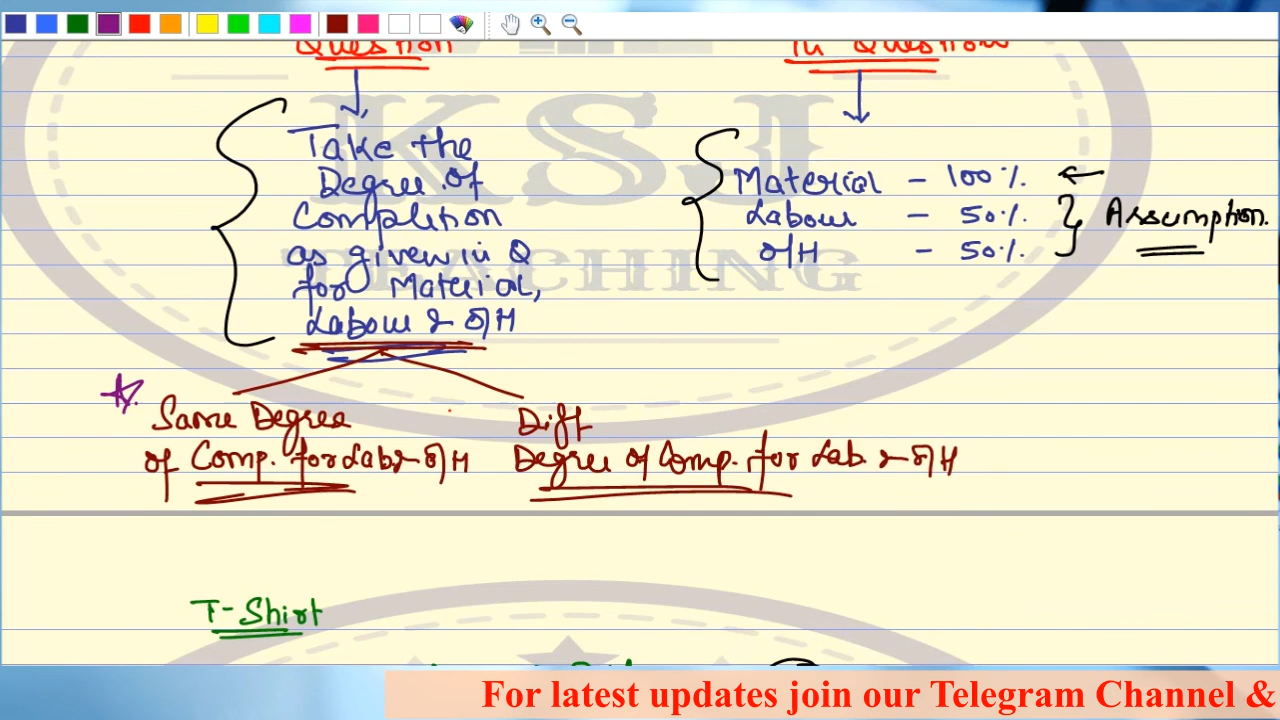 Question
in Question
Take the
Degree of
Completion
as given in Q
for Material,
Labour & O/H
Material - 100%.
Labour - 50%.
O/H - 50%.
Assumption.
Same Degree
of Comp. for Lab & O/H
Diff
Degree of Comp. for Lab. & O/H
T-Shirt
KSJ
TEACHING
For latest updates join our Telegram Channel &